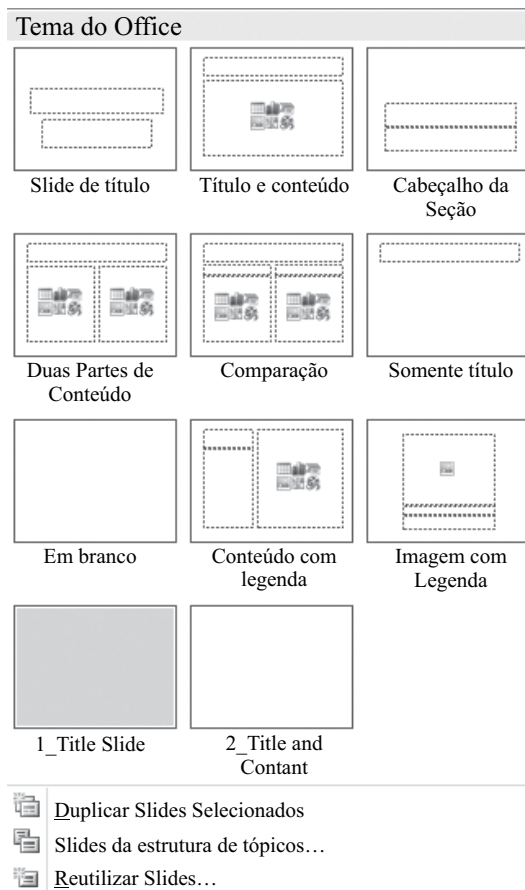 Tema do Office
Slide de título
Título e conteúdo
Cabeçalho da
Seção
Duas Partes de
Conteúdo
Comparação
Somente título
Em branco
Conteúdo com
legenda
Imagem com
Legenda
1_Title Slide
2_Title and
Contant
Duplicar Slides Selecionados
Slides da estrutura de tópicos…
Reutilizar Slides…